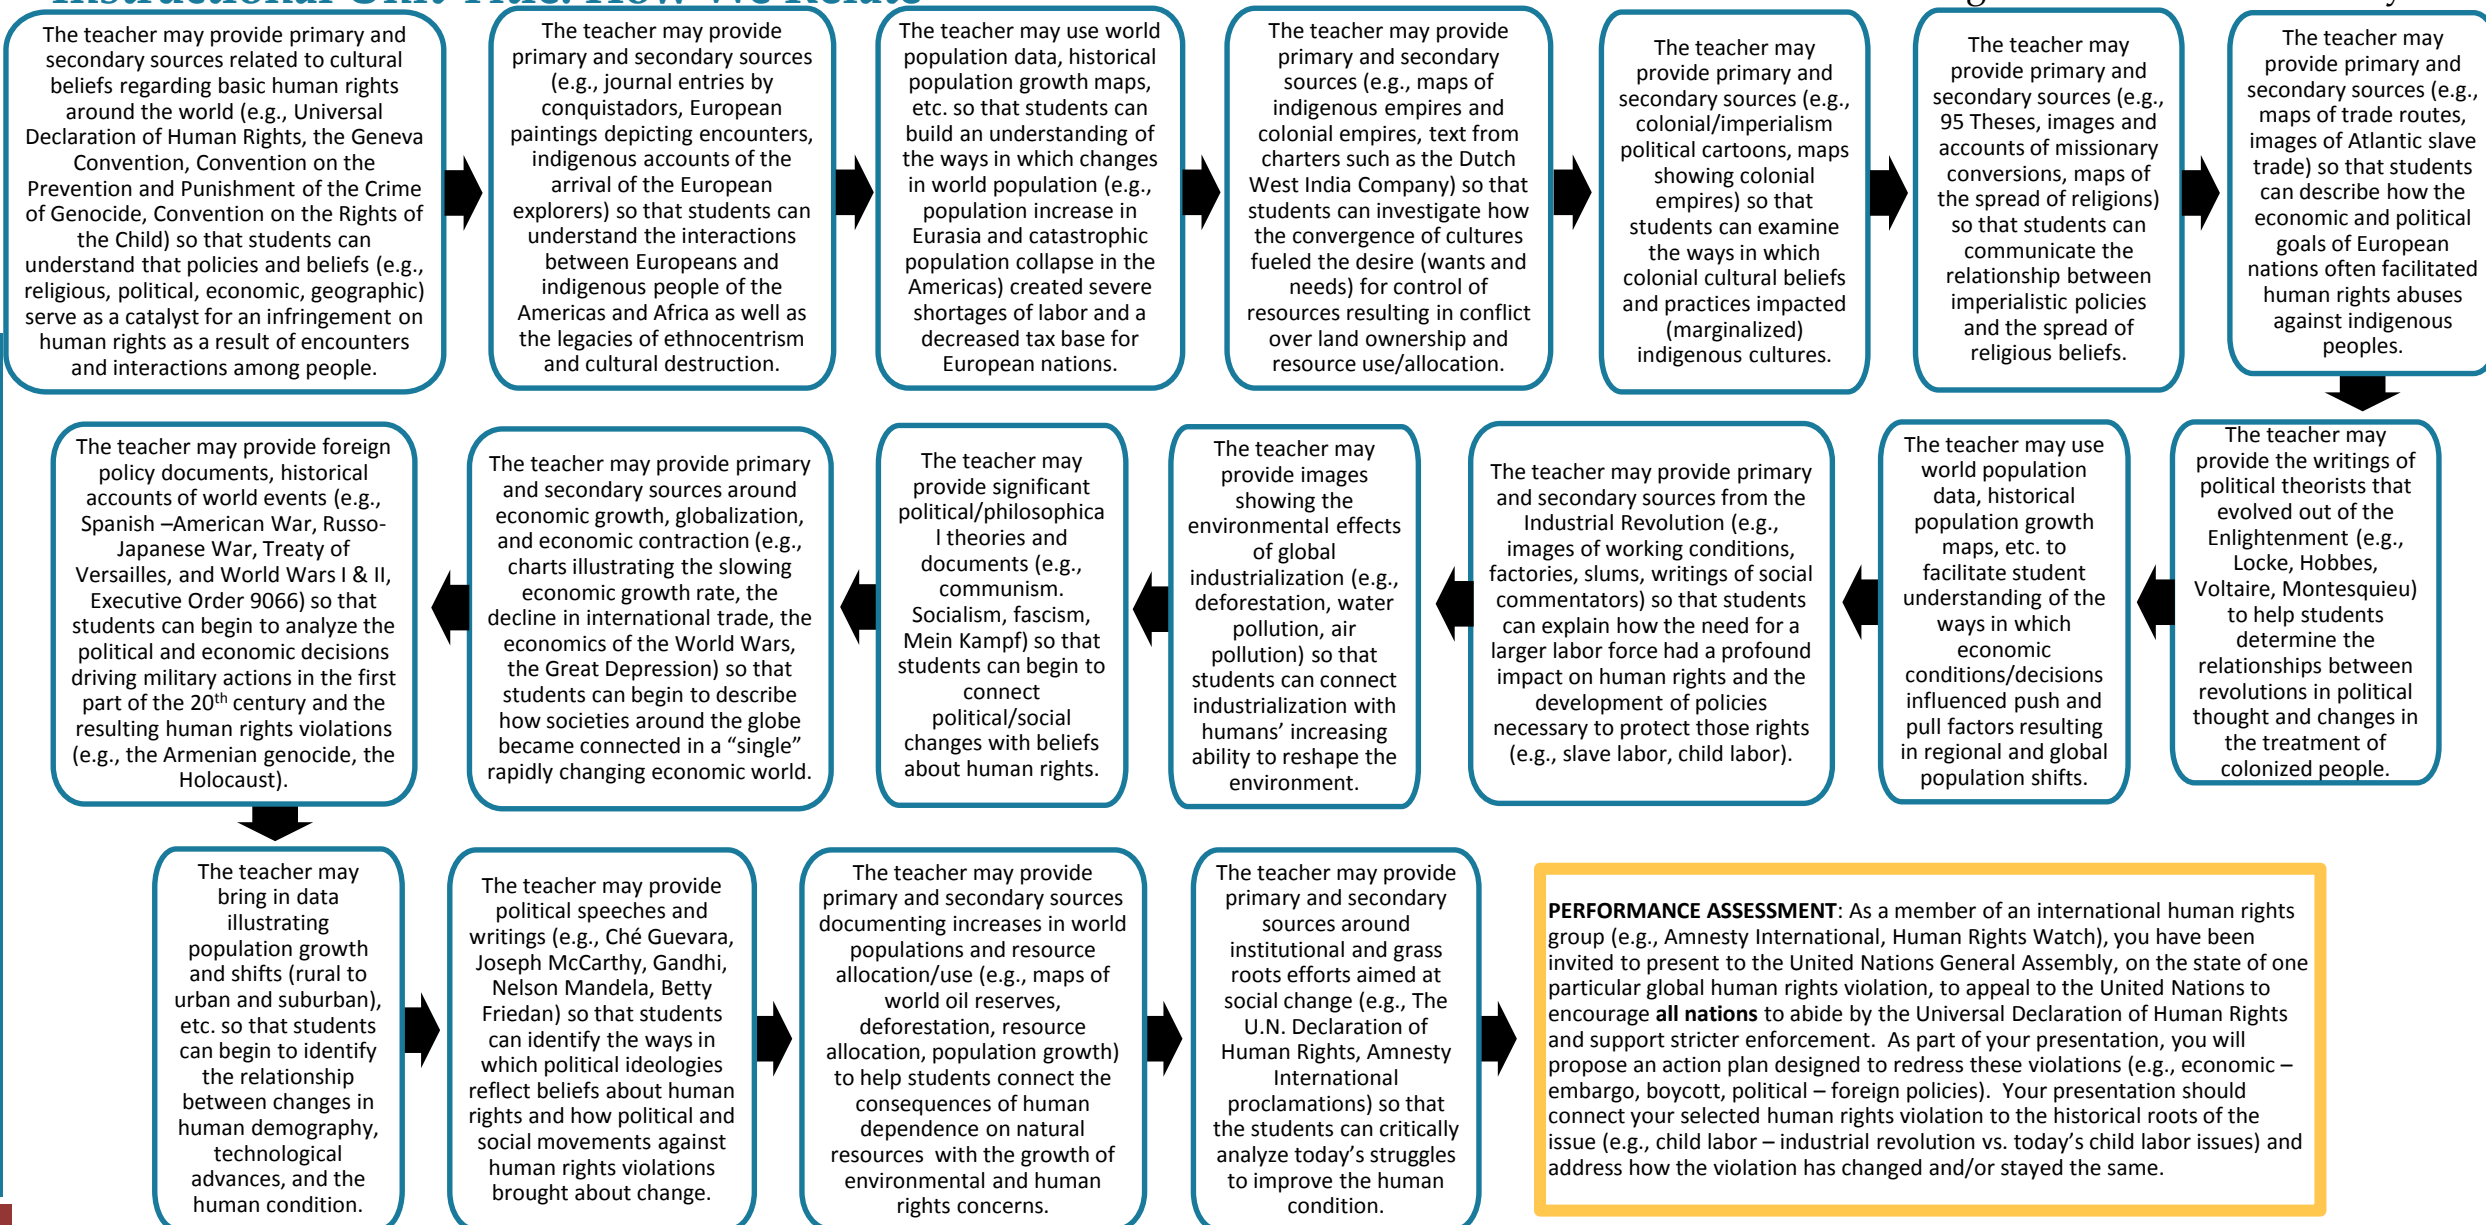 Instructional Unit Title: How We Relate
The teacher may provide primary and
secondary sources related to cultural
beliefs regarding basic human rights
around the world (e.g., Universal
Declaration of Human Rights, the Geneva
Convention, Convention on the
Prevention and Punishment of the Crime
of Genocide, Convention on the Rights of
the Child) so that students can
understand that policies and beliefs (e.g.,
religious, political, economic, geographic)
serve as a catalyst for an infringement on
human rights as a result of encounters
and interactions among people.
The teacher may provide
primary and secondary sources
(e.g., journal entries by
conquistadors, European
paintings depicting encounters,
indigenous accounts of the
arrival of the European
explorers) so that students can
understand the interactions
between Europeans and
indigenous people of the
Americas and Africa as well as
the legacies of ethnocentrism
and cultural destruction.
The teacher may use world
population data, historical
population growth maps,
etc. so that students can
build an understanding of
the ways in which changes
in world population (e.g.,
population increase in
Eurasia and catastrophic
population collapse in the
Americas) created severe
shortages of labor and a
decreased tax base for
European nations.
The teacher may provide
primary and secondary
sources (e.g., maps of
indigenous empires and
colonial empires, text from
charters such as the Dutch
West India Company) so that
students can investigate how
the convergence of cultures
fueled the desire (wants and
needs) for control of
resources resulting in conflict
over land ownership and
resource use/allocation.
The teacher may
provide primary and
secondary sources (e.g.,
colonial/imperialism
political cartoons, maps
showing colonial
empires) so that
students can examine
the ways in which
colonial cultural beliefs
and practices impacted
(marginalized)
indigenous cultures.
The teacher may
provide primary and
secondary sources (e.g.,
95 Theses, images and
accounts of missionary
conversions, maps of
the spread of religions)
so that students can
communicate the
relationship between
imperialistic policies
and the spread of
religious beliefs.
The teacher may
provide primary and
secondary sources (e.g.,
maps of trade routes,
images of Atlantic slave
trade) so that students
can describe how the
economic and political
goals of European
nations often facilitated
human rights abuses
against indigenous
peoples.
The teacher may provide foreign
policy documents, historical
accounts of world events (e.g.,
Spanish –American War, Russo-
Japanese War, Treaty of
Versailles, and World Wars I & II,
Executive Order 9066) so that
students can begin to analyze the
political and economic decisions
driving military actions in the first
part of the 20th century and the
resulting human rights violations
(e.g., the Armenian genocide, the
Holocaust).
The teacher may provide primary
and secondary sources around
economic growth, globalization,
and economic contraction (e.g.,
charts illustrating the slowing
economic growth rate, the
decline in international trade, the
economics of the World Wars,
the Great Depression) so that
students can begin to describe
how societies around the globe
became connected in a “single”
rapidly changing economic world.
The teacher may
provide significant
political/philosophica
l theories and
documents (e.g.,
communism.
Socialism, fascism,
Mein Kampf) so that
students can begin to
connect
political/social
changes with beliefs
about human rights.
The teacher may
provide images
showing the
environmental effects
of global
industrialization (e.g.,
deforestation, water
pollution, air
pollution) so that
students can connect
industrialization with
humans’ increasing
ability to reshape the
environment.
The teacher may provide primary
and secondary sources from the
Industrial Revolution (e.g.,
images of working conditions,
factories, slums, writings of social
commentators) so that students
can explain how the need for a
larger labor force had a profound
impact on human rights and the
development of policies
necessary to protect those rights
(e.g., slave labor, child labor).
The teacher may use
world population
data, historical
population growth
maps, etc. to
facilitate student
understanding of the
ways in which
economic
conditions/decisions
influenced push and
pull factors resulting
in regional and global
population shifts.
The teacher may
provide the writings of
political theorists that
evolved out of the
Enlightenment (e.g.,
Locke, Hobbes,
Voltaire, Montesquieu)
to help students
determine the
relationships between
revolutions in political
thought and changes in
the treatment of
colonized people.
The teacher may
bring in data
illustrating
population growth
and shifts (rural to
urban and suburban),
etc. so that students
can begin to identify
the relationship
between changes in
human demography,
technological
advances, and the
human condition.
The teacher may provide
political speeches and
writings (e.g., Ché Guevara,
Joseph McCarthy, Gandhi,
Nelson Mandela, Betty
Friedan) so that students
can identify the ways in
which political ideologies
reflect beliefs about human
rights and how political and
social movements against
human rights violations
brought about change.
The teacher may provide
primary and secondary sources
documenting increases in world
populations and resource
allocation/use (e.g., maps of
world oil reserves,
deforestation, resource
allocation, population growth)
to help students connect the
consequences of human
dependence on natural
resources with the growth of
environmental and human
rights concerns.
The teacher may provide
primary and secondary
sources around
institutional and grass
roots efforts aimed at
social change (e.g., The
U.N. Declaration of
Human Rights, Amnesty
International
proclamations) so that
the students can critically
analyze today’s struggles
to improve the human
condition.
PERFORMANCE ASSESSMENT: As a member of an international human rights
group (e.g., Amnesty International, Human Rights Watch), you have been
invited to present to the United Nations General Assembly, on the state of one
particular global human rights violation, to appeal to the United Nations to
encourage all nations to abide by the Universal Declaration of Human Rights
and support stricter enforcement. As part of your presentation, you will
propose an action plan designed to redress these violations (e.g., economic –
embargo, boycott, political – foreign policies). Your presentation should
connect your selected human rights violation to the historical roots of the
issue (e.g., child labor – industrial revolution vs. today’s child labor issues) and
address how the violation has changed and/or stayed the same.